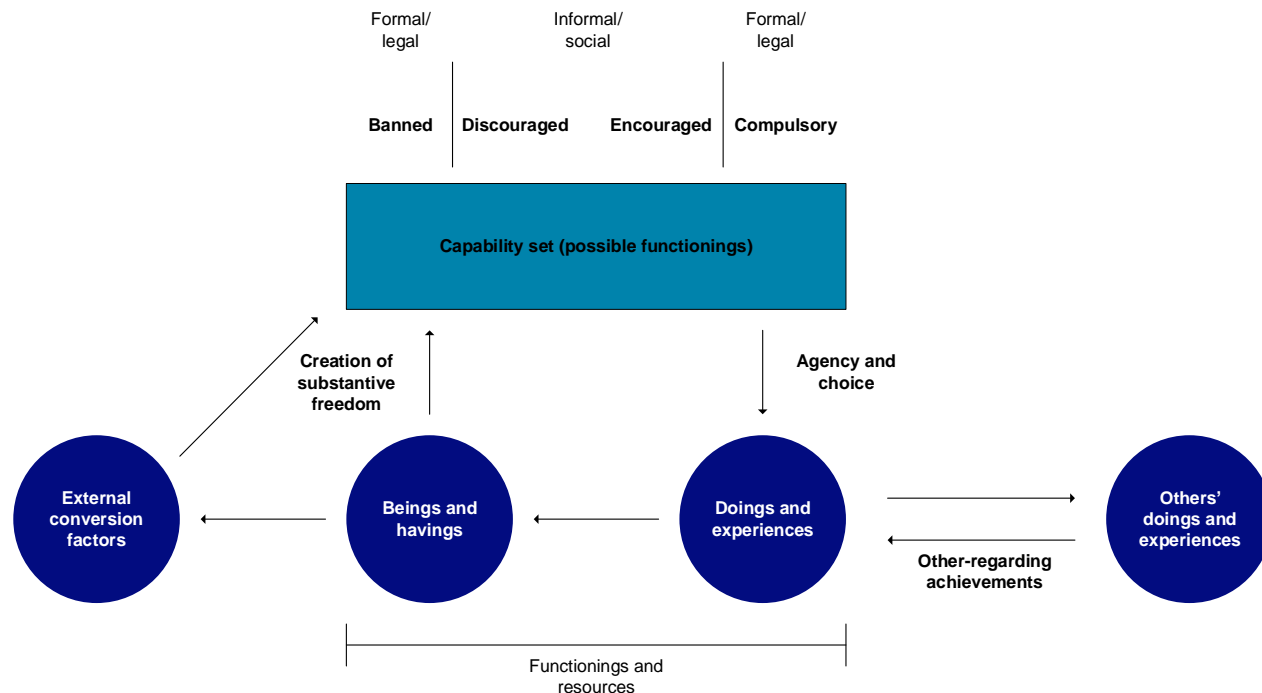 Formal/
legal
Informal/
social
Formal/
legal
Banned
Discouraged
Encouraged
Compulsory
Capability set (possible functionings)
Creation of
substantive
freedom
Agency and
choice
External
conversion
factors
Beings and
havings
Doings and
experiences
Others’
doings and
experiences
Other-regarding
achievements
Functionings and
resources